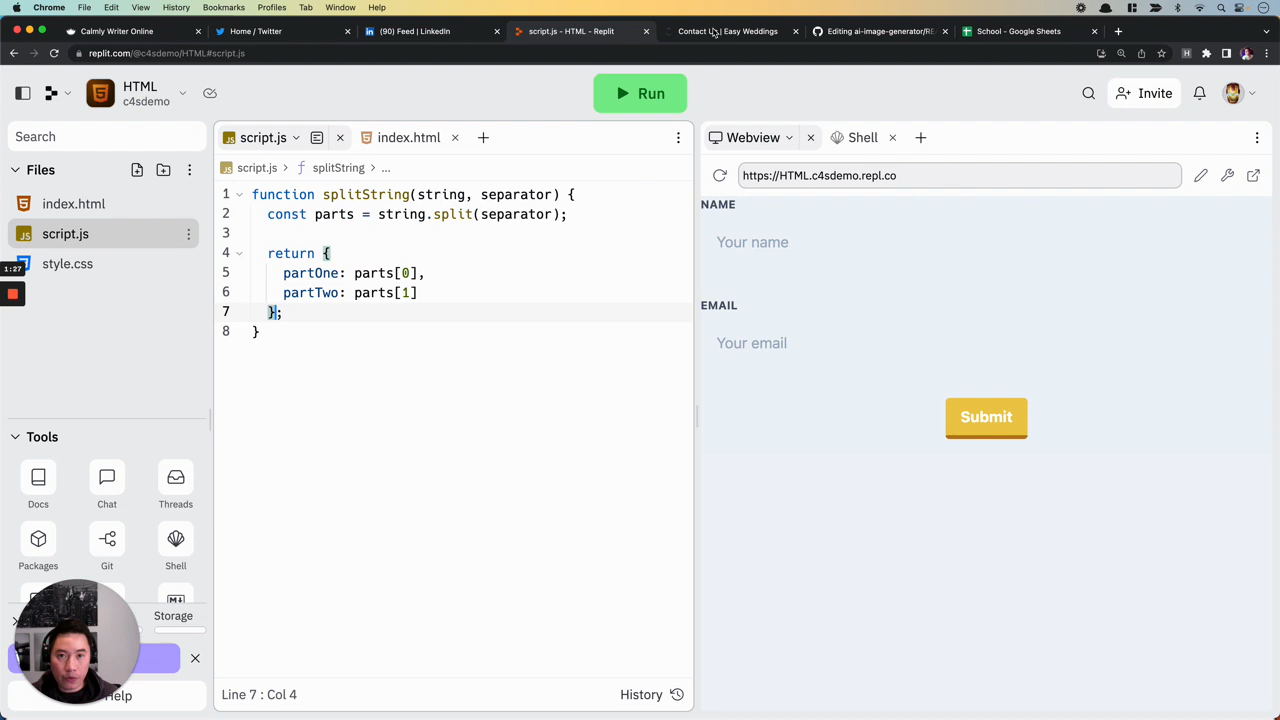 Chrome File Edit View History Bookmarks Profiles Tab Window Help
Calmly Writer Online
Home / Twitter
(90) Feed | LinkedIn
script.js - HTML - Replit
Contact Us | Easy Weddings
Editing ai-image-generator/RE
School - Google Sheets
replit.com/@c4sdemo/HTML#script.js
HTML
c4sdemo
Run
Invite
Search
Files
index.html
script.js
style.css
1:27
Tools
Docs Chat Threads
Packages Git Shell
Storage
Help
script.js
index.html
script.js > splitString > ...
1 function splitString(string, separator) {
2 const parts = string.split(separator);
3
4 return {
5 partOne: parts[0],
6 partTwo: parts[1]
7 };
8 }
Line 7 : Col 4
History
Webview
Shell
https://HTML.c4sdemo.repl.co
NAME
Your name
EMAIL
Your email
Submit